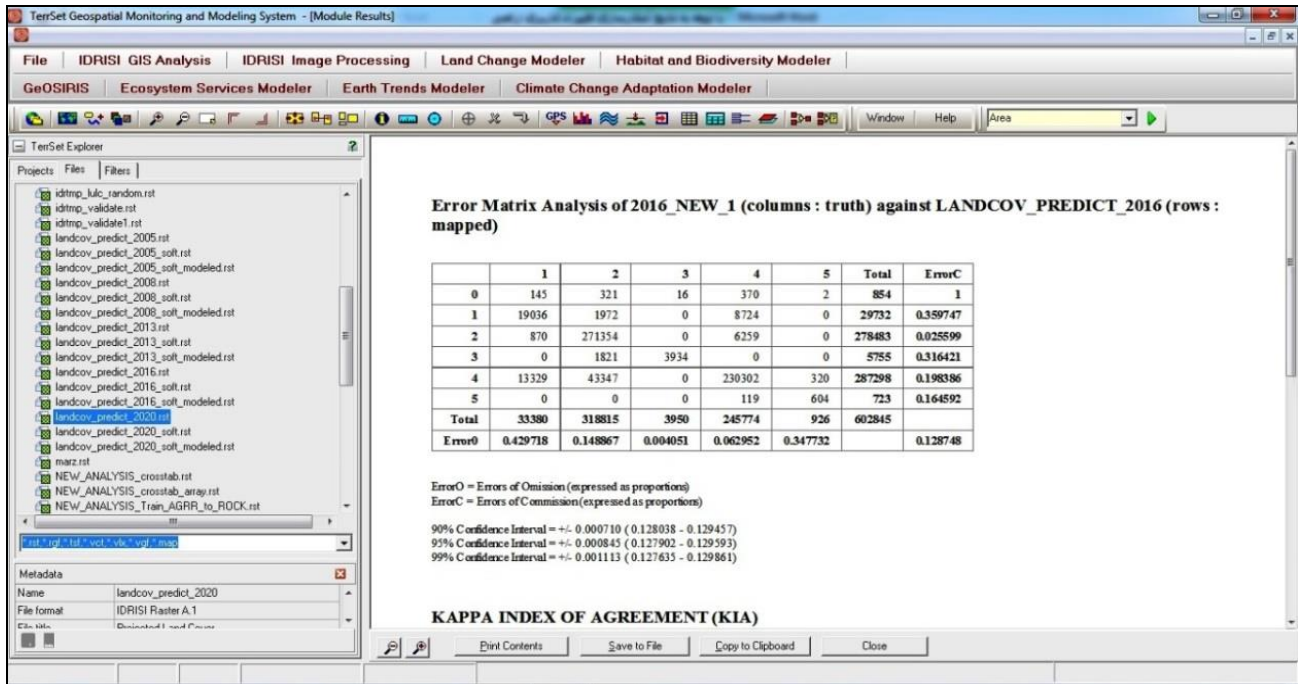 TerrSet Geospatial Monitoring and Modeling System - [Module Results]
File IDRISI GIS Analysis IDRISI Image Processing Land Change Modeler Habitat and Biodiversity Modeler
GeOSIRIS Ecosystem Services Modeler Earth Trends Modeler Climate Change Adaptation Modeler
GPS Window Help Area
TerrSet Explorer
Projects Files Filters
idrtmp_lulc_random.rst
idrtmp_validate.rst
idrtmp_validate1.rst
landcov_predict_2005.rst
landcov_predict_2005_soft.rst
landcov_predict_2005_soft_modeled.rst
landcov_predict_2008.rst
landcov_predict_2008_soft.rst
landcov_predict_2008_soft_modeled.rst
landcov_predict_2013.rst
landcov_predict_2013_soft.rst
landcov_predict_2013_soft_modeled.rst
landcov_predict_2016.rst
landcov_predict_2016_soft.rst
landcov_predict_2016_soft_modeled.rst
landcov_predict_2020.rst
landcov_predict_2020_soft.rst
landcov_predict_2020_soft_modeled.rst
marz.rst
NEW_ANALYSIS_crosstab.rst
NEW_ANALYSIS_crosstab_array.rst
NEW_ANALYSIS_Train_AGRR_to_ROCK.rst
*.rst,*.rgf,*.tsf,*.vct,*.vlx,*.vgf,*.map
Metadata
Name landcov_predict_2020
File format IDRISI Raster A.1
File title Projected Land Cover
Error Matrix Analysis of 2016_NEW_1 (columns : truth) against LANDCOV_PREDICT_2016 (rows :
mapped)
1 2 3 4 5 Total ErrorC
0 145 321 16 370 2 854 1
1 19036 1972 0 8724 0 29732 0.359747
2 870 271354 0 6259 0 278483 0.025599
3 0 1821 3934 0 0 5755 0.316421
4 13329 43347 0 230302 320 287298 0.198386
5 0 0 0 119 604 723 0.164592
Total 33380 318815 3950 245774 926 602845
ErrorO 0.429718 0.148867 0.004051 0.062952 0.347732 0.128748
ErrorO = Errors of Omission (expressed as proportions)
ErrorC = Errors of Commission (expressed as proportions)
90% Confidence Interval = +/- 0.000710 ( 0.128038 - 0.129457)
95% Confidence Interval = +/- 0.000845 ( 0.127902 - 0.129593)
99% Confidence Interval = +/- 0.001113 ( 0.127635 - 0.129861)
KAPPA INDEX OF AGREEMENT (KIA)
Print Contents Save to File Copy to Clipboard Close